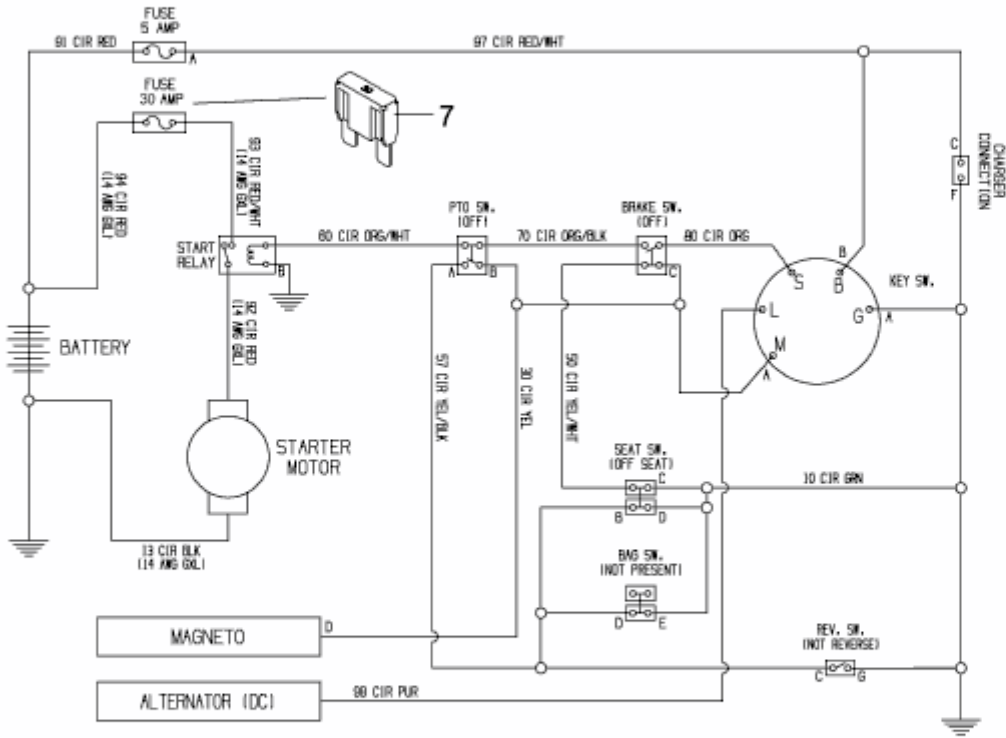 FUSE
5 AMP
91 CIR RED
A
97 CIR RED/WHT
FUSE
30 AMP
7
94 CIR RED
(14 AWG GXL)
93 CIR RED/WHT
(14 AWG GXL)
C
F
CHARGER
CONNECTION
START
RELAY
B
60 CIR ORG/WHT
PTO SW.
(OFF)
A
B
70 CIR ORG/BLK
BRAKE SW.
(OFF)
C
80 CIR ORG
B
S
B
KEY SW.
L
G
A
M
A
BATTERY
92 CIR RED
(14 AWG GXL)
57 CIR YEL/BLK
30 CIR YEL
50 CIR YEL/WHT
STARTER
MOTOR
SEAT SW.
(OFF SEAT)
C
B
D
10 CIR GRN
13 CIR BLK
(14 AWG GXL)
BAG SW.
(NOT PRESENT)
D
E
MAGNETO
D
REV. SW.
(NOT REVERSE)
C
G
ALTERNATOR (DC)
98 CIR PUR